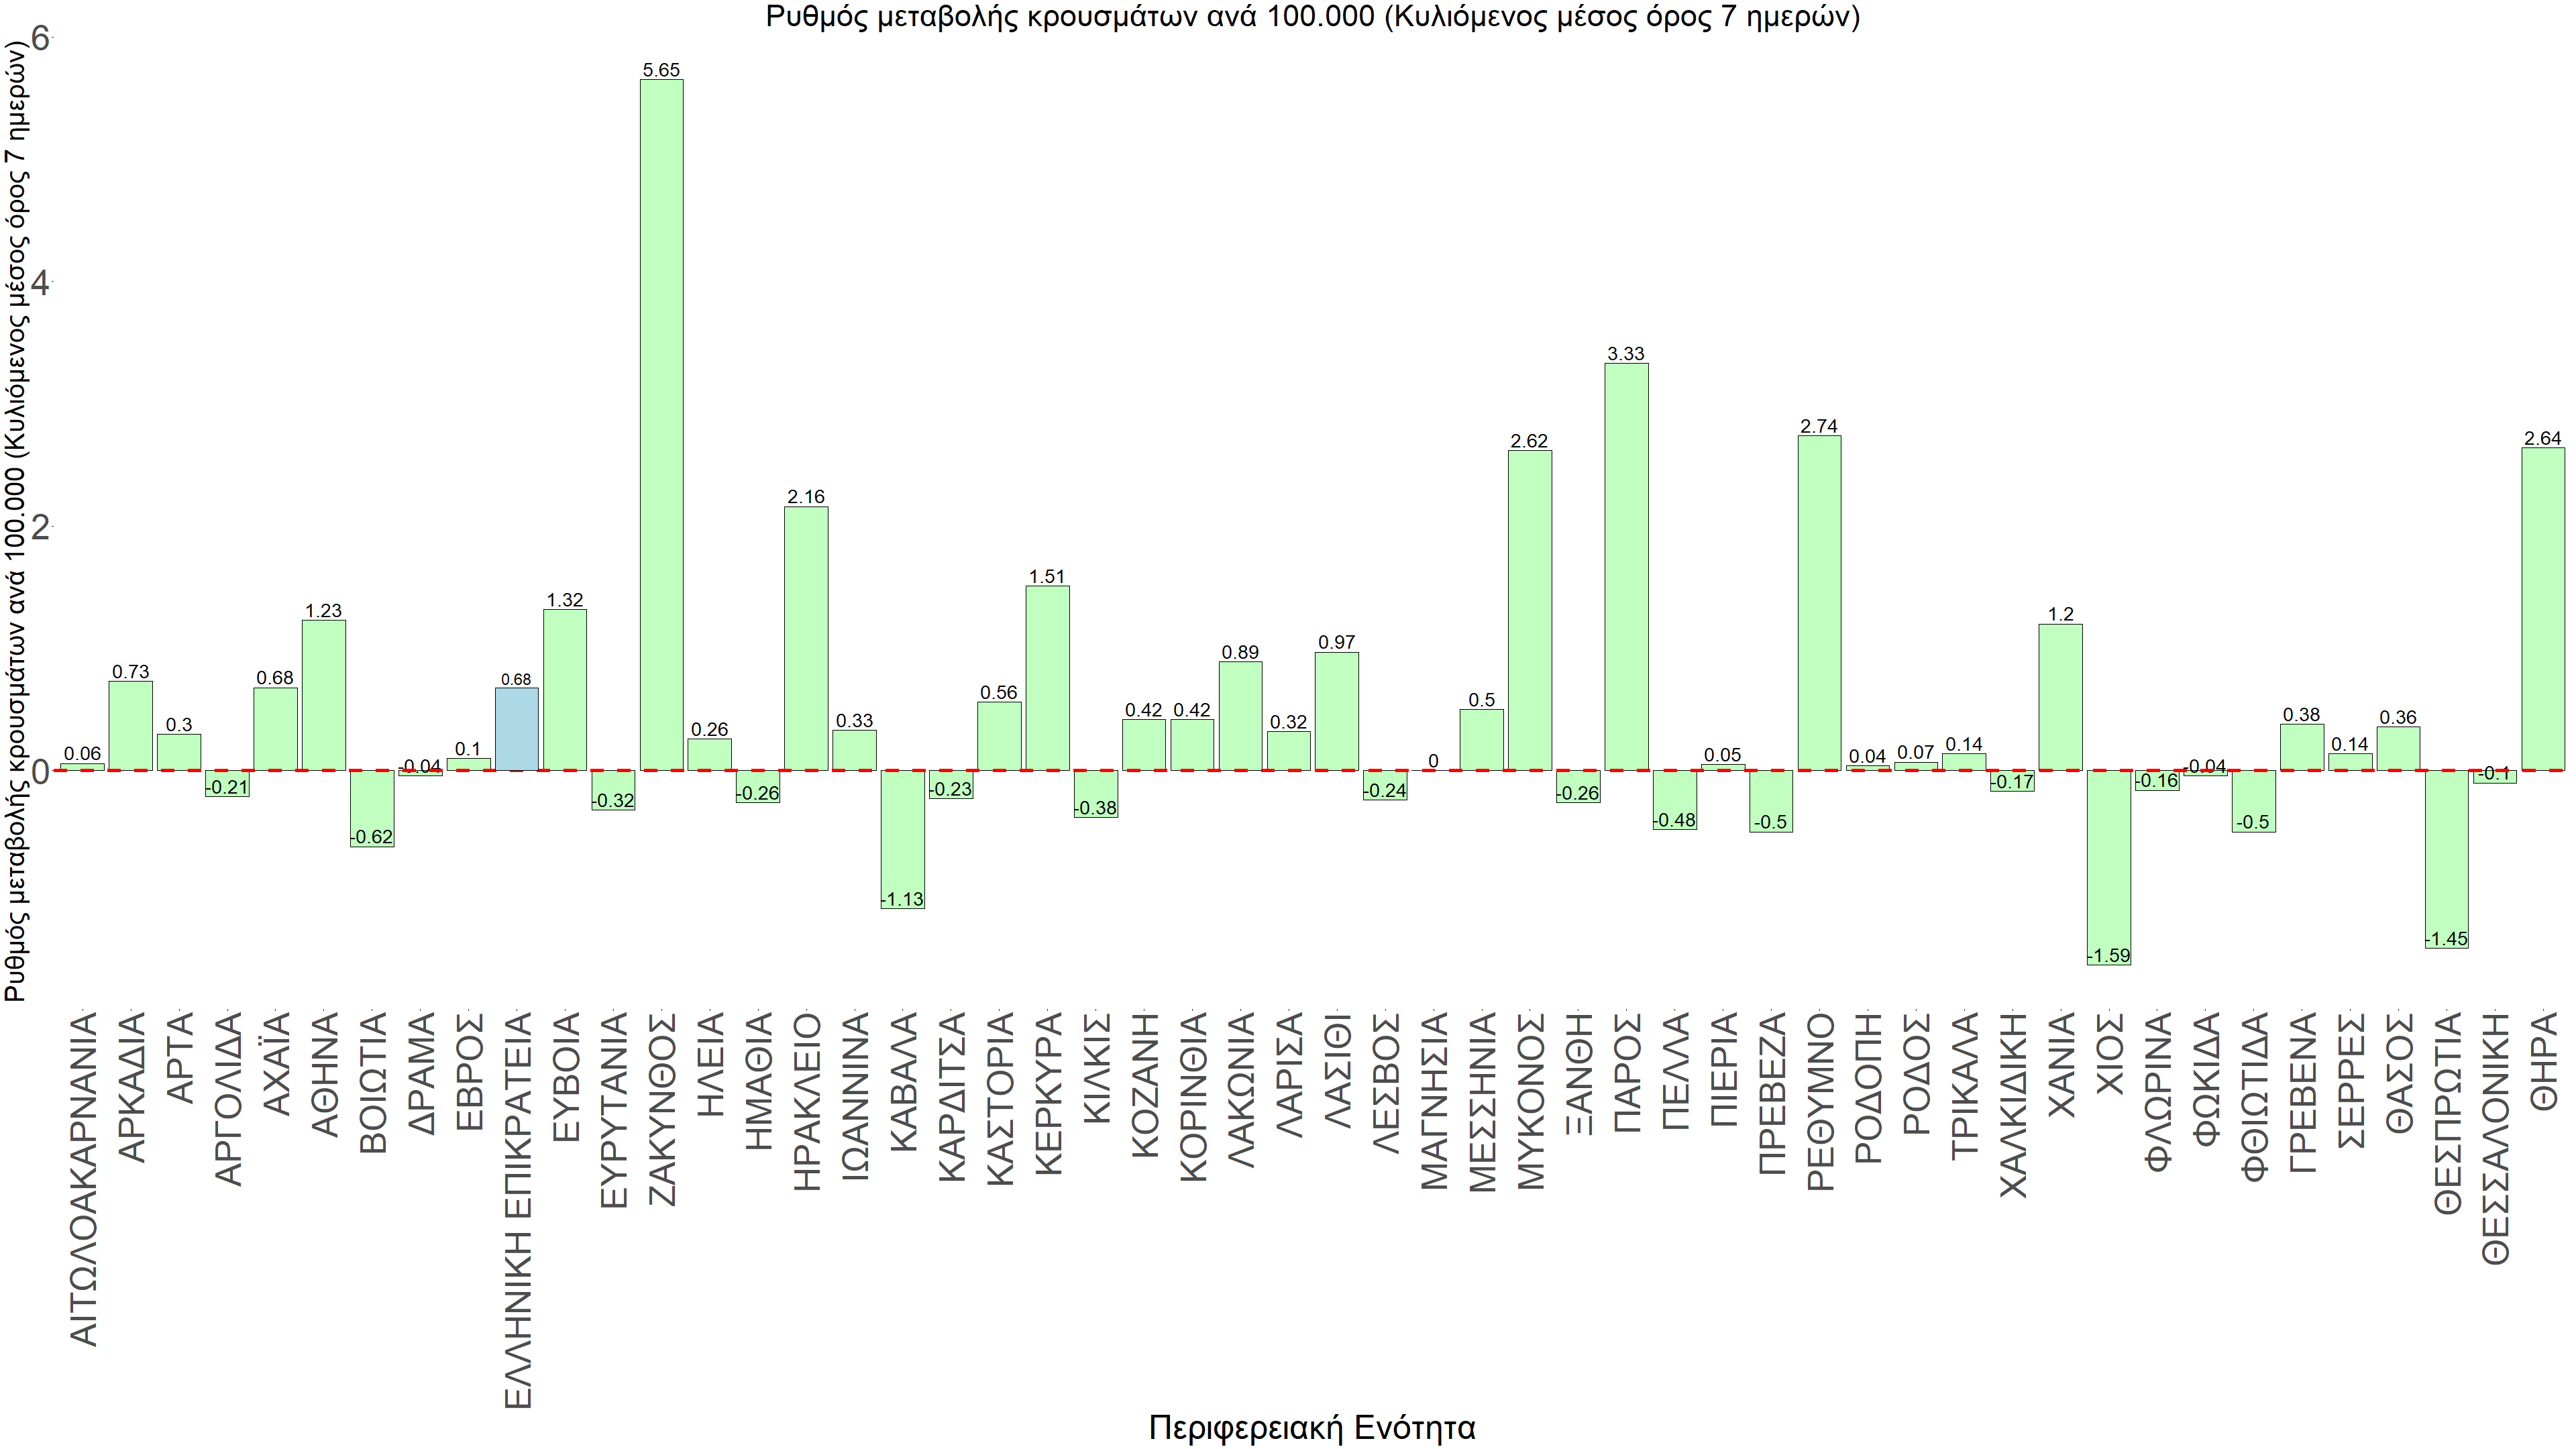 Ρυθμός μεταβολής κρουσμάτων ανά 100.000 (Κυλιόμενος μέσος όρος 7 ημερών)
Ρυθμός μεταβολής κρουσμάτων ανά 100.000 (Κυλιόμενος μέσος όρος 7 ημερών)
6
4
2
0
0.06
0.73
0.3
-0.21
0.68
1.23
-0.62
-0.04
0.1
0.68
1.32
-0.32
5.65
0.26
-0.26
2.16
0.33
-1.13
-0.23
0.56
1.51
-0.38
0.42
0.42
0.89
0.32
0.97
-0.24
0
0.5
2.62
-0.26
3.33
-0.48
0.05
-0.5
2.74
0.04
0.07
0.14
-0.17
1.2
-1.59
-0.16
-0.04
-0.5
0.38
0.14
0.36
-1.45
-0.1
2.64
ΑΙΤΩΛΟΑΚΑΡΝΑΝΙΑ
ΑΡΚΑΔΙΑ
ΑΡΤΑ
ΑΡΓΟΛΙΔΑ
ΑΧΑΪΑ
ΑΘΗΝΑ
ΒΟΙΩΤΙΑ
ΔΡΑΜΑ
ΕΒΡΟΣ
ΕΛΛΗΝΙΚΗ ΕΠΙΚΡΑΤΕΙΑ
ΕΥΒΟΙΑ
ΕΥΡΥΤΑΝΙΑ
ΖΑΚΥΝΘΟΣ
ΗΛΕΙΑ
ΗΜΑΘΙΑ
ΗΡΑΚΛΕΙΟ
ΙΩΑΝΝΙΝΑ
ΚΑΒΑΛΑ
ΚΑΡΔΙΤΣΑ
ΚΑΣΤΟΡΙΑ
ΚΕΡΚΥΡΑ
ΚΙΛΚΙΣ
ΚΟΖΑΝΗ
ΚΟΡΙΝΘΙΑ
ΛΑΚΩΝΙΑ
ΛΑΡΙΣΑ
ΛΑΣΙΘΙ
ΛΕΣΒΟΣ
ΜΑΓΝΗΣΙΑ
ΜΕΣΣΗΝΙΑ
ΜΥΚΟΝΟΣ
ΞΑΝΘΗ
ΠΑΡΟΣ
ΠΕΛΛΑ
ΠΙΕΡΙΑ
ΠΡΕΒΕΖΑ
ΡΕΘΥΜΝΟ
ΡΟΔΟΠΗ
ΡΟΔΟΣ
ΤΡΙΚΑΛΑ
ΧΑΛΚΙΔΙΚΗ
ΧΑΝΙΑ
ΧΙΟΣ
ΦΛΩΡΙΝΑ
ΦΩΚΙΔΑ
ΦΘΙΩΤΙΔΑ
ΓΡΕΒΕΝΑ
ΣΕΡΡΕΣ
ΘΑΣΟΣ
ΘΕΣΠΡΩΤΙΑ
ΘΕΣΣΑΛΟΝΙΚΗ
ΘΗΡΑ
Περιφερειακή Ενότητα